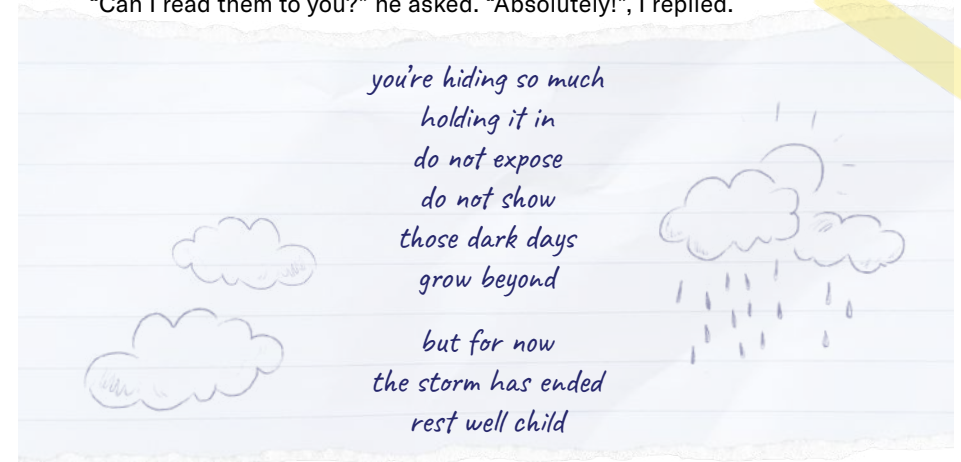 "Can I read them to you?" he asked. "Absolutely!", I replied.
you're hiding so much
holding it in
do not expose
do not show
those dark days
grow beyond
but for now
the storm has ended
rest well child